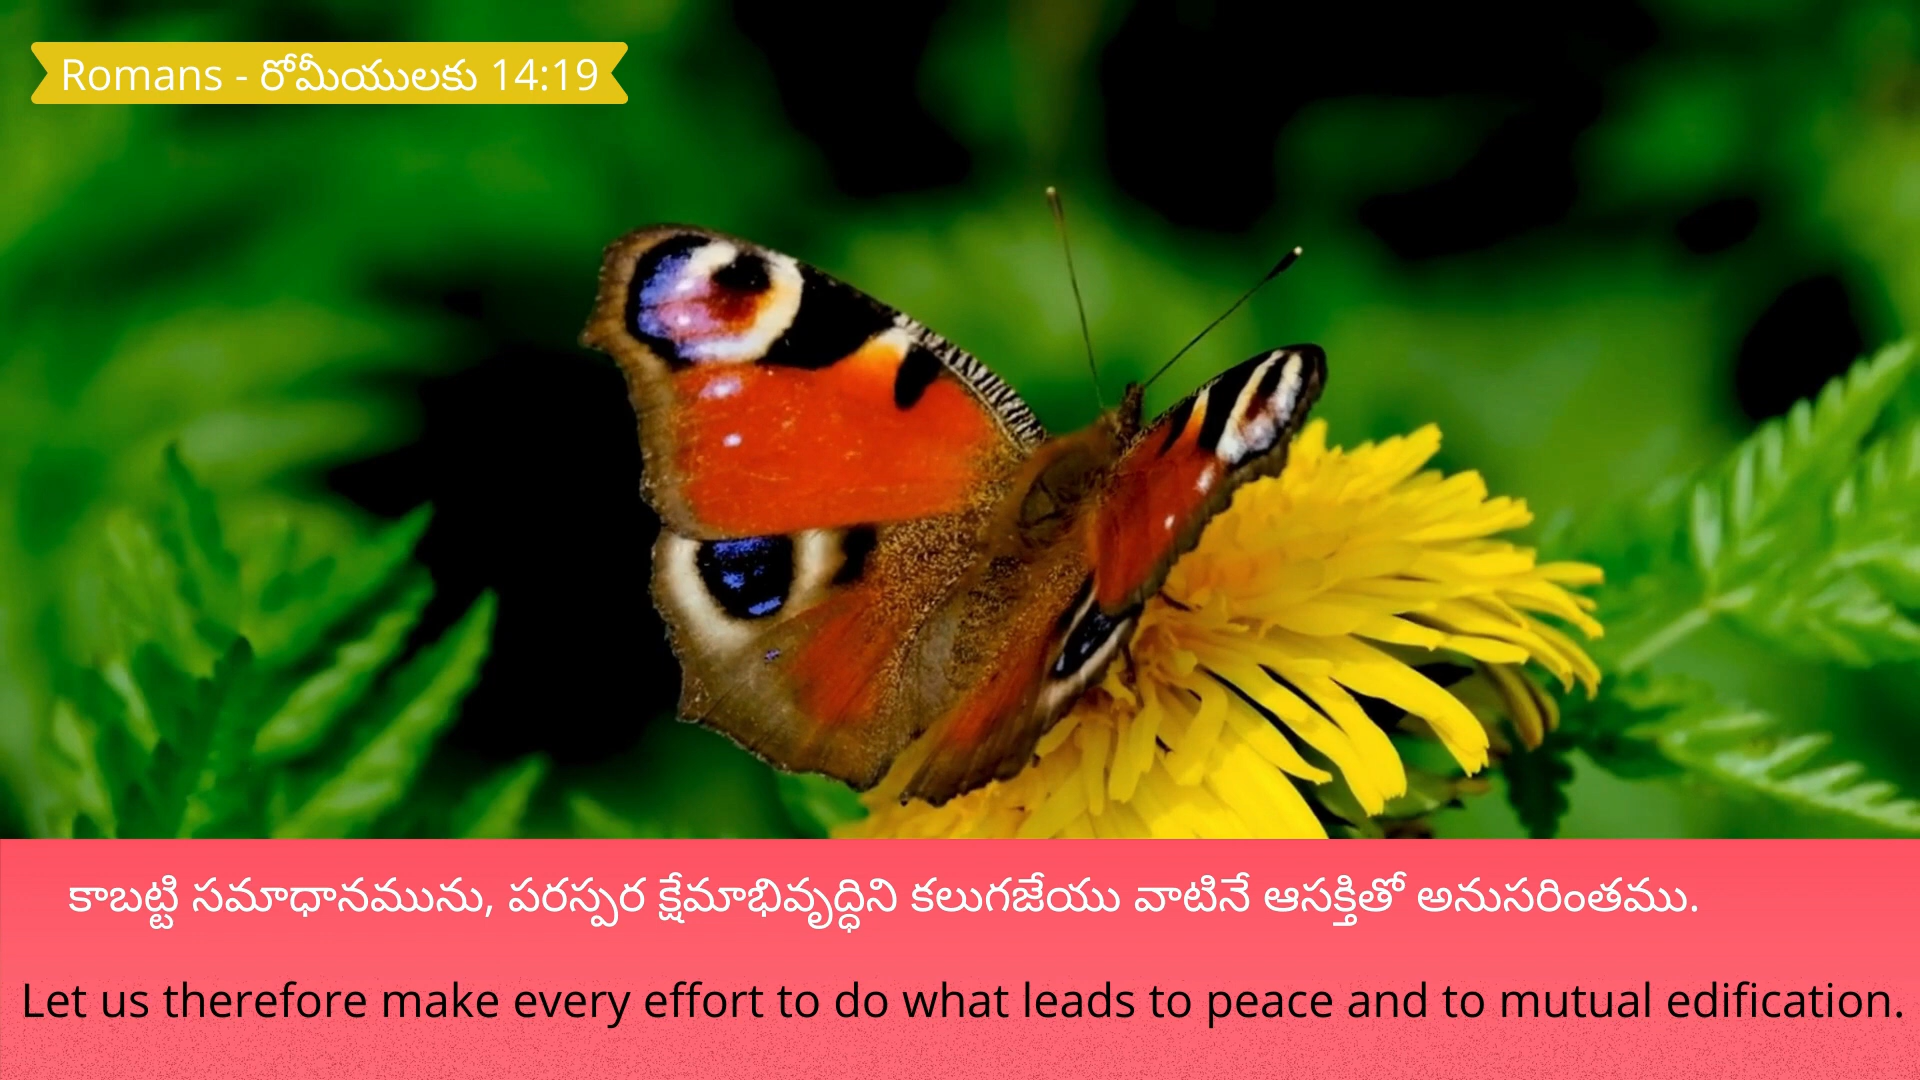 Romans - రోమీయులకు 14:19
కాబట్టి సమాధానమును, పరస్పర క్షేమాభివృద్ధిని కలుగజేయు వాటినే ఆసక్తితో అనుసరింతము.
Let us therefore make every effort to do what leads to peace and to mutual edification.